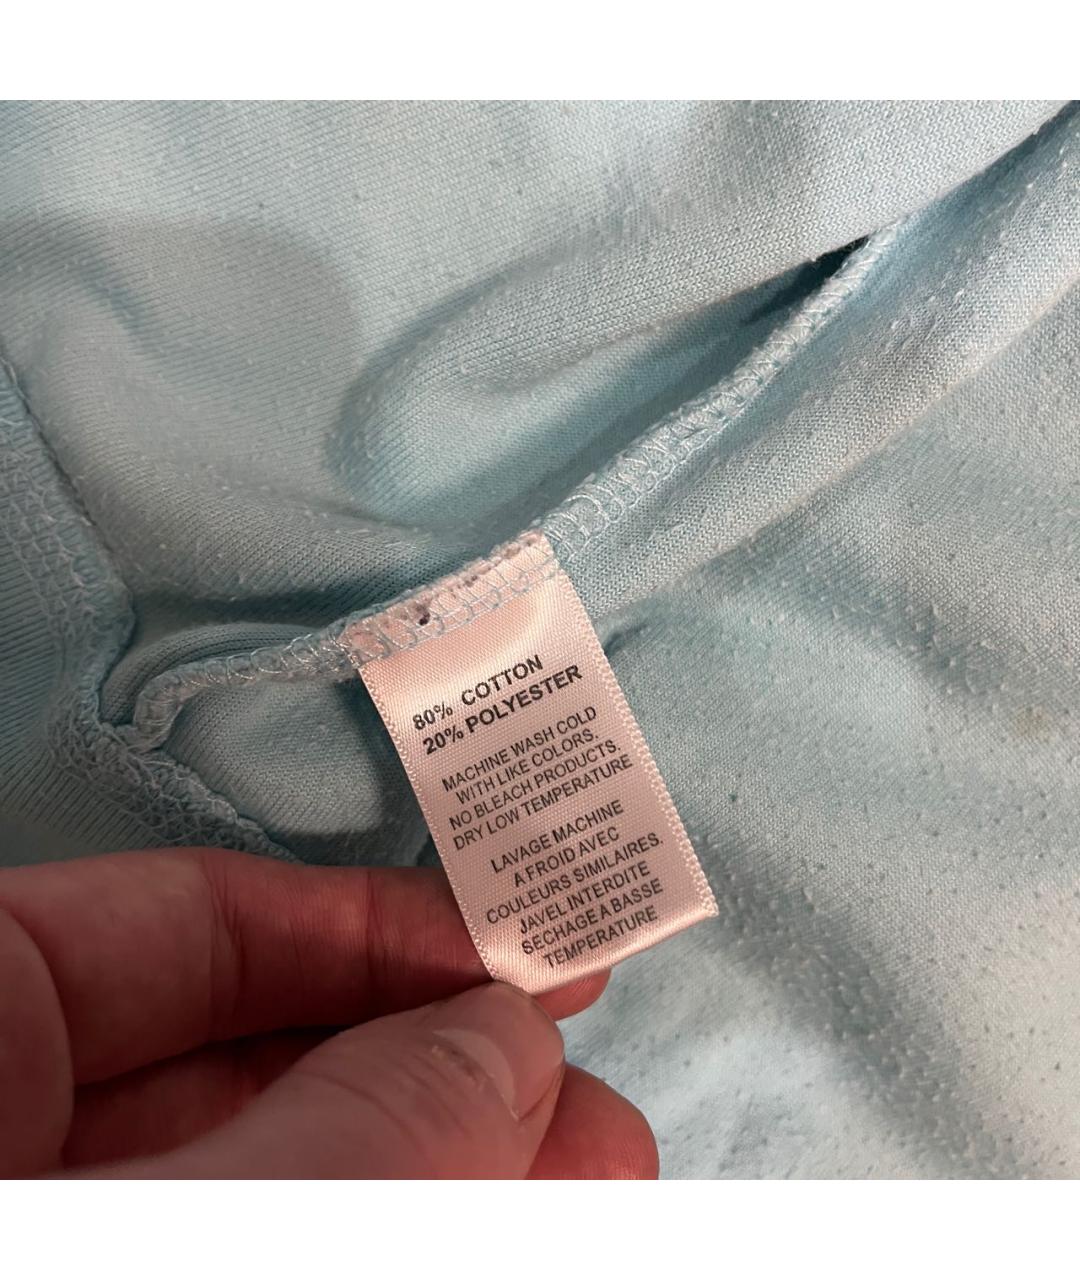 80% COTTON
20% POLYESTER
MACHINE WASH COLD
WITH LIKE COLORS.
NO BLEACH PRODUCTS.
DRY LOW TEMPERATURE
LAVAGE MACHINE
A FROID AVEC
COULEURS SIMILAIRES.
JAVEL INTERDITE
SECHAGE A BASSE
TEMPERATURE